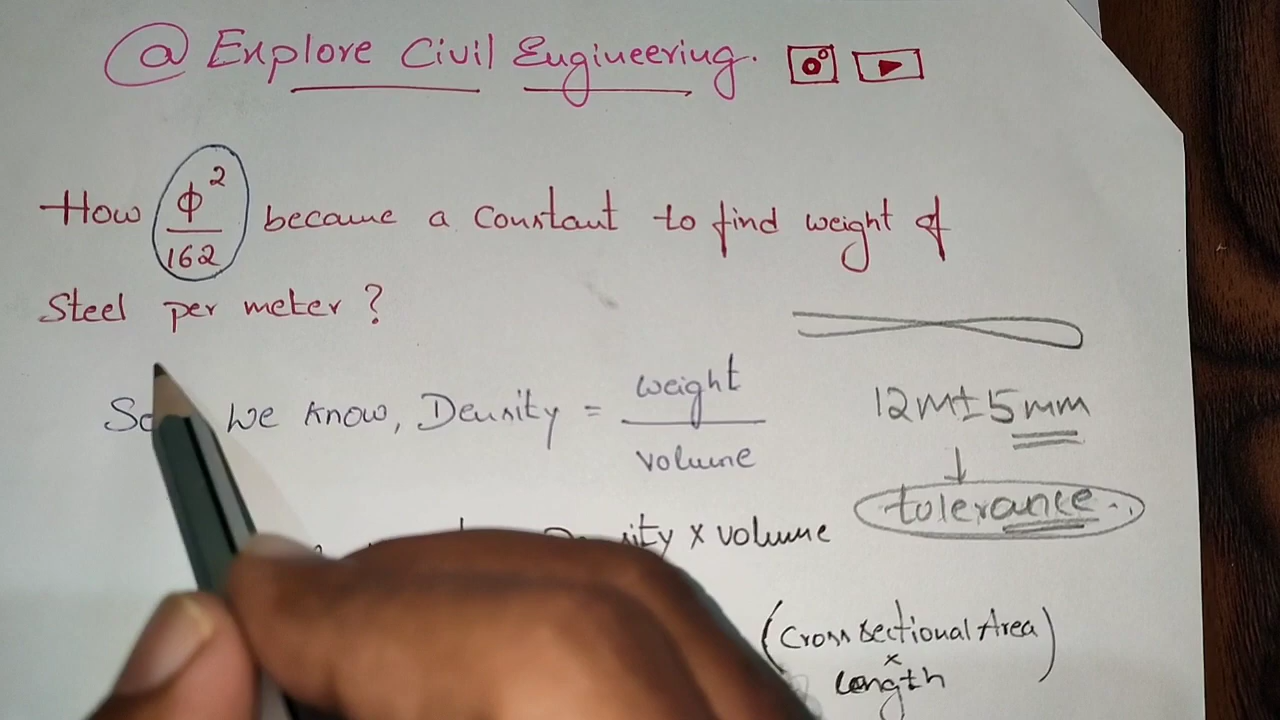 @ Explore Civil Engineering.
How φ²/162 became a constant to find weight of
Steel per meter ?
We know, Density = weight/volume
12m± 5mm
↓
tolerance..
x volume
(Cross sectional Area
×
Length)